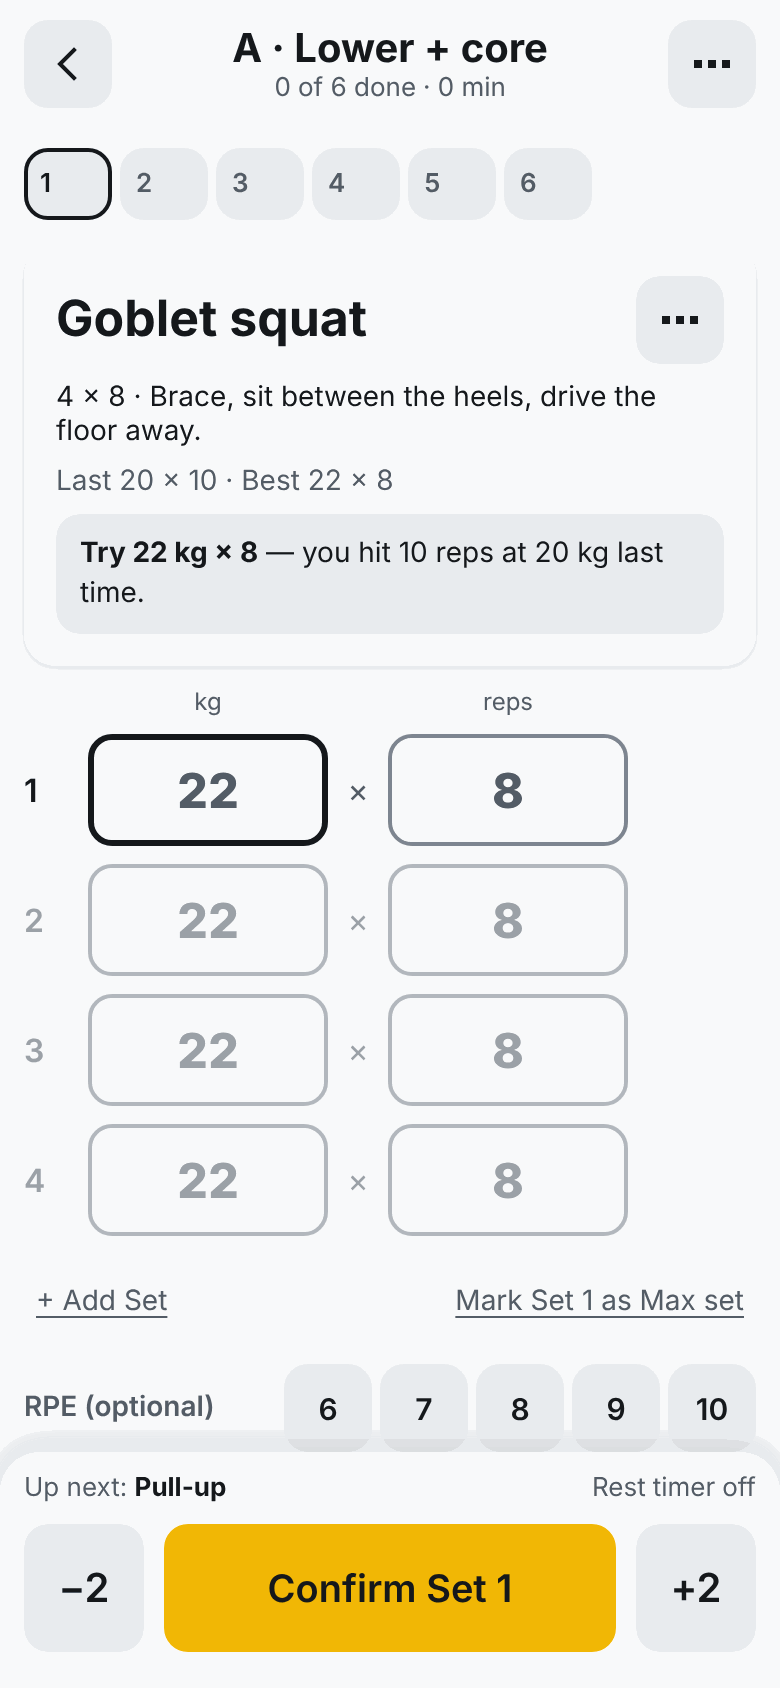 A · Lower + core
0 of 6 done · 0 min
1 2 3 4 5 6
Goblet squat
4 × 8 · Brace, sit between the heels, drive the
floor away.
Last 20 × 10 · Best 22 × 8
Try 22 kg × 8 — you hit 10 reps at 20 kg last
time.
kg reps
1 22 × 8
2 22 × 8
3 22 × 8
4 22 × 8
+ Add Set Mark Set 1 as Max set
RPE (optional) 6 7 8 9 10
Up next: Pull-up Rest timer off
−2 Confirm Set 1 +2